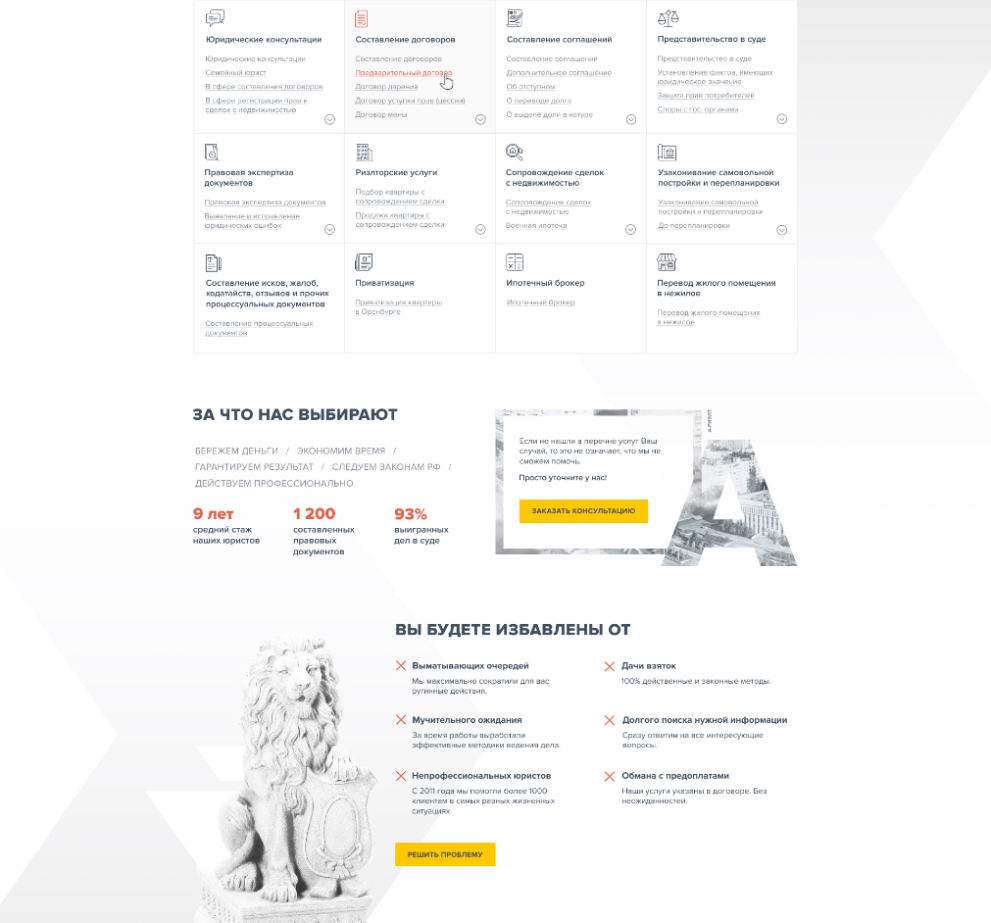 Юридические консультации
Юридические консультации
Семейный юрист
В сфере составления договоров
В сфере регистрации прав и
сделок с недвижимостью
Составление договоров
Составление договоров
Предварительный договор
Договор дарения
Договор уступки прав (цессии)
Договор мены
Составление соглашений
Составление соглашений
Дополнительное соглашение
Об отступном
О переводе долга
О выделе доли в натуре
Представительство в суде
Представительство в суде
Установление фактов, имеющих
юридическое значение
Защита прав потребителей
Споры с гос. органами
Правовая экспертиза
документов
Правовая экспертиза документов
Выявление и исправление
юридических ошибок
Риэлторские услуги
Подбор квартиры с
сопровождением сделки
Продажа квартиры с
сопровождением сделки
Сопровождение сделок
с недвижимостью
Сопровождение сделок
с недвижимостью
Военная ипотека
Узаконивание самовольной
постройки и перепланировки
Узаконивание самовольной
постройки и перепланировки
До перепланировки
Составление исков, жалоб,
ходатайств, отзывов и прочих
процессуальных документов
Составление процессуальных
документов
Приватизация
Приватизация квартиры
в Оренбурге
Ипотечный брокер
Ипотечный брокер
Перевод жилого помещения
в нежилое
Перевод жилого помещения
в нежилое
ЗА ЧТО НАС ВЫБИРАЮТ
БЕРЕЖЕМ ДЕНЬГИ / ЭКОНОМИМ ВРЕМЯ /
ГАРАНТИРУЕМ РЕЗУЛЬТАТ / СЛЕДУЕМ ЗАКОНАМ РФ /
ДЕЙСТВУЕМ ПРОФЕССИОНАЛЬНО
9 лет
средний стаж
наших юристов
1 200
составленных
правовых
документов
93%
выигранных
дел в суде
Если не нашли в перечне услуг Ваш
случай, то это не означает, что мы не
сможем помочь.
Просто уточните у нас!
ЗАКАЗАТЬ КОНСУЛЬТАЦИЮ
А
ВЫ БУДЕТЕ ИЗБАВЛЕНЫ ОТ
Выматывающих очередей
Мы максимально сократили для вас
рутинные действия.
Дачи взяток
100% действенные и законные методы.
Мучительного ожидания
За время работы выработали
эффективные методики ведения дела.
Долгого поиска нужной информации
Сразу ответим на все интересующие
вопросы.
Непрофессиональных юристов
С 2011 года мы помогли более 1000
клиентам в самых разных жизненных
ситуациях
Обмана с предоплатами
Наши услуги указаны в договоре. Без
неожиданностей.
РЕШИТЬ ПРОБЛЕМУ